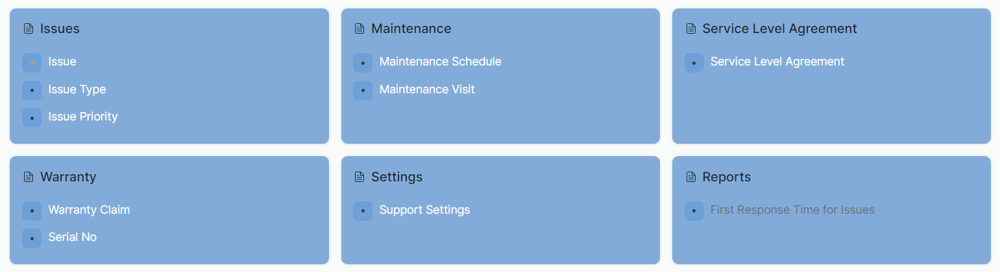 Issues
Issue
Issue Type
Issue Priority
Maintenance
Maintenance Schedule
Maintenance Visit
Service Level Agreement
Service Level Agreement
Warranty
Warranty Claim
Serial No
Settings
Support Settings
Reports
First Response Time for Issues